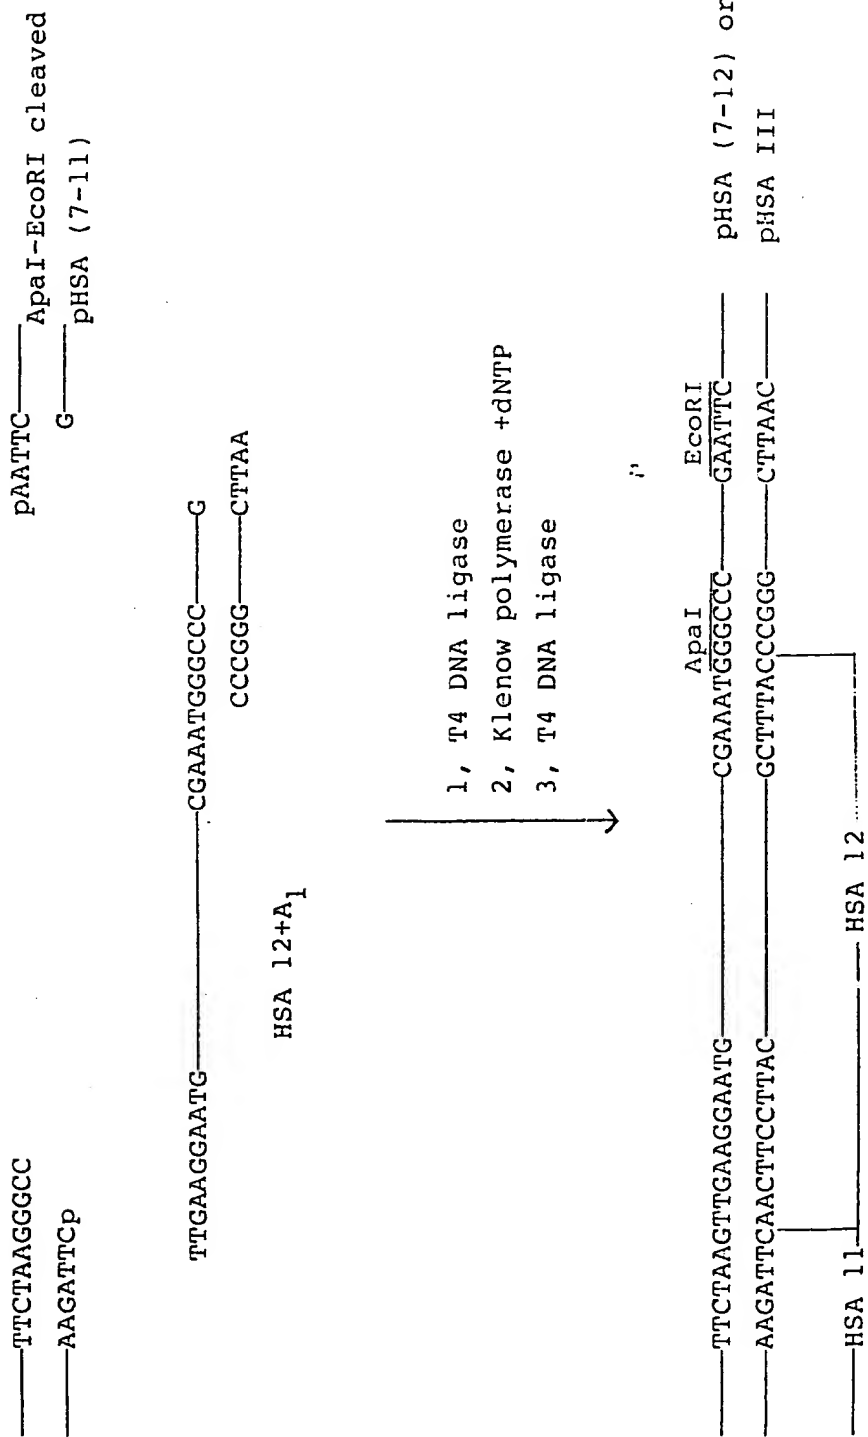 TTCTAAGGGCC pAATTC
ApaI-EcoRI cleaved
AAGATTCp G
pHSA (7-11)
TTGAAGGAATG CGAAATGGGCCC G
CCCGGG CTTAA
HSA 12+A1
1, T4 DNA ligase
2, Klenow polymerase +dNTP
3, T4 DNA ligase
ApaI EcoRI
TTCTAAGTTGAAGGAATG CGAAATGGGCCC GAATTC pHSA (7-12) or
AAGATTCAACTTCCTTAC GCTTTACCCGGG CTTAAC pHSA III
HSA 11 HSA 12